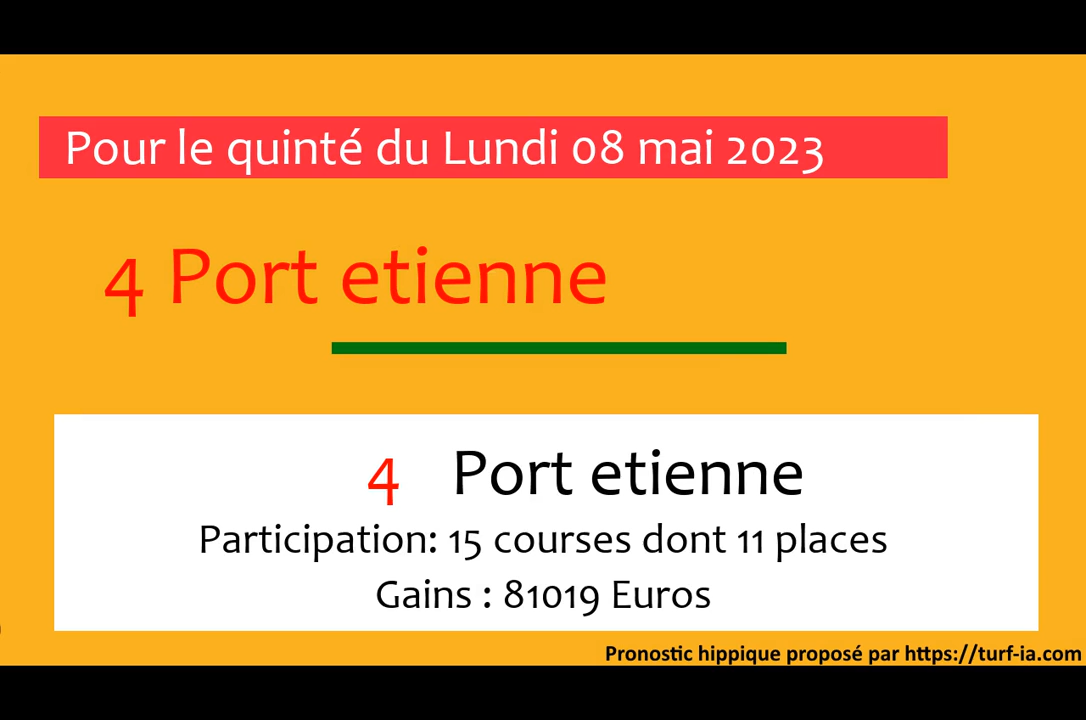 Pour le quinté du Lundi 08 mai 2023
4 Port etienne
4 Port etienne
Participation: 15 courses dont 11 places
Gains : 81019 Euros
Pronostic hippique proposé par https://turf-ia.com